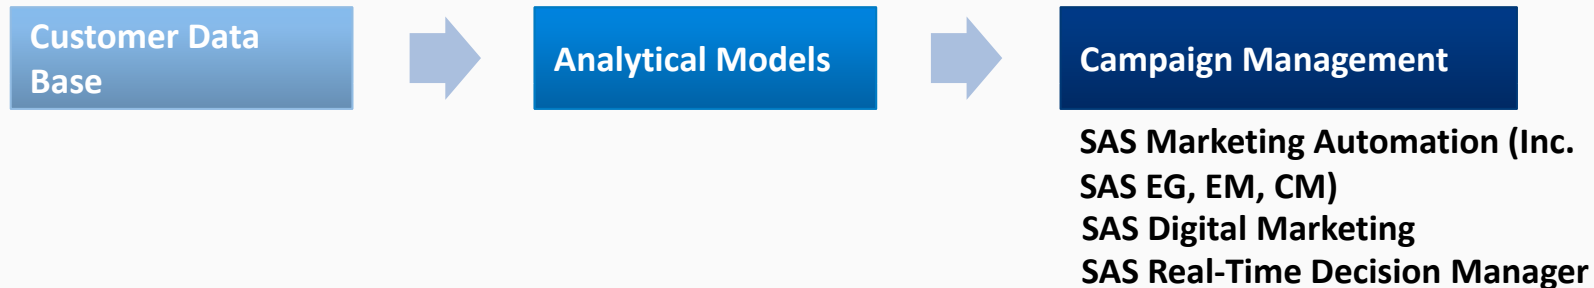 Customer Data
Base
Analytical Models
Campaign Management
SAS Marketing Automation (Inc.
SAS EG, EM, CM)
SAS Digital Marketing
SAS Real-Time Decision Manager